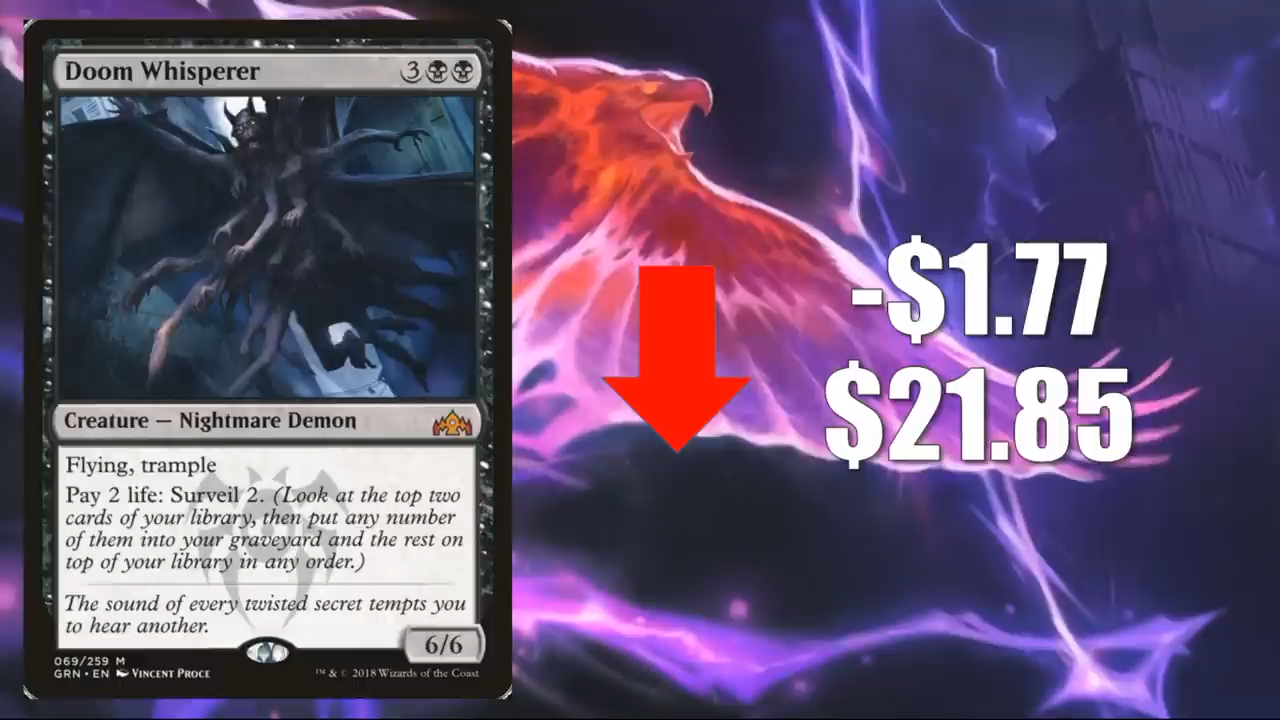 Doom Whisperer 3
Creature — Nightmare Demon
Flying, trample
Pay 2 life: Surveil 2. (Look at the top two
cards of your library, then put any number
of them into your graveyard and the rest on
top of your library in any order.)
The sound of every twisted secret tempts you
to hear another.
6/6
069/259 M
GRN • EN VINCENT PROCE
™ & © 2018 Wizards of the Coast
-$1.77
$21.85